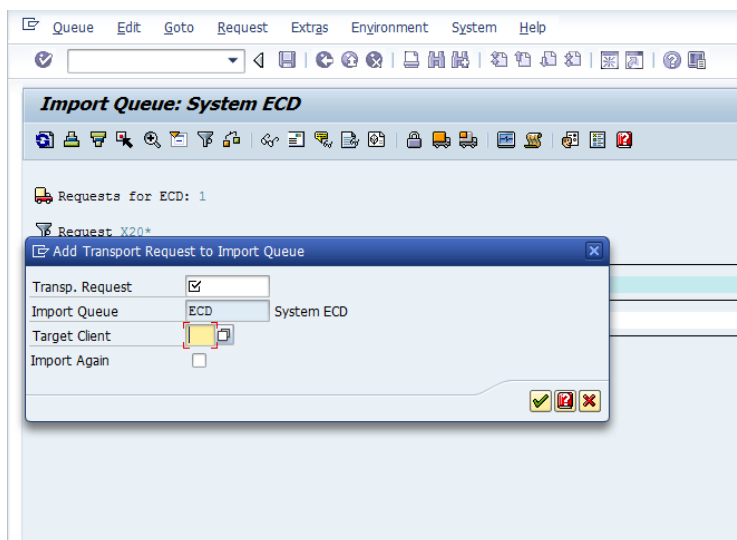 Queue Edit Goto Request Extras Environment System Help
Import Queue: System ECD
Requests for ECD: 1
Request X20*
Add Transport Request to Import Queue
Transp. Request
Import Queue ECD System ECD
Target Client
Import Again